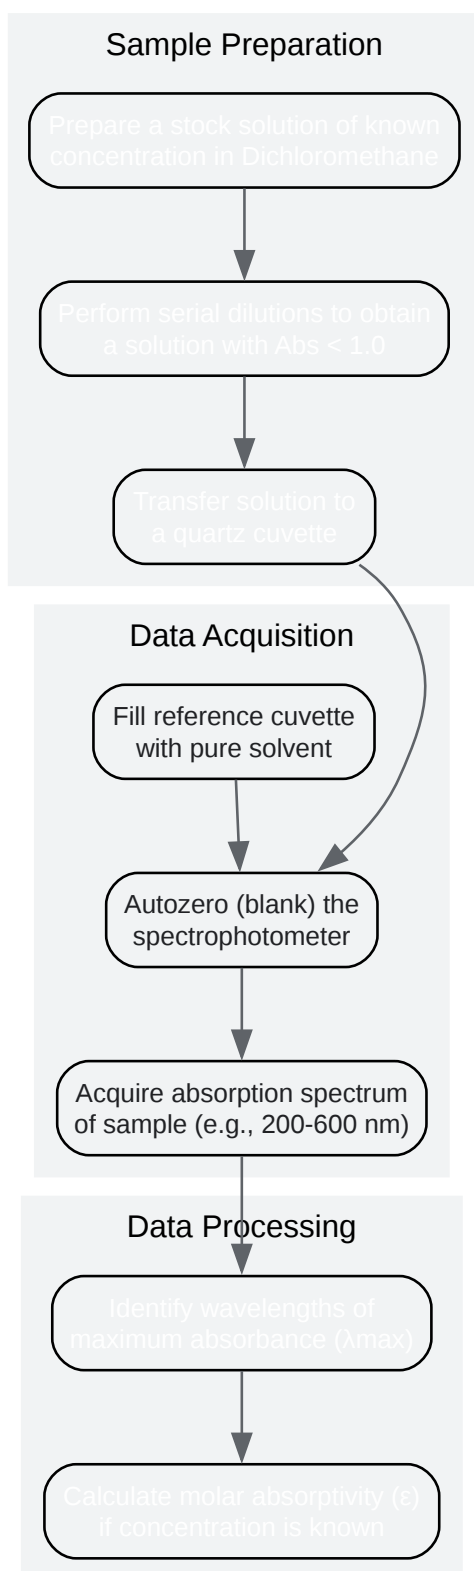 Sample Preparation
Prepare a stock solution of known
concentration in Dichloromethane
Perform serial dilutions to obtain
a solution with Abs < 1.0
Transfer solution to
a quartz cuvette
Data Acquisition
Fill reference cuvette
with pure solvent
Autozero (blank) the
spectrophotometer
Acquire absorption spectrum
of sample (e.g., 200-600 nm)
Data Processing
Identify wavelengths of
maximum absorbance (λmax)
Calculate molar absorptivity (ε)
if concentration is known